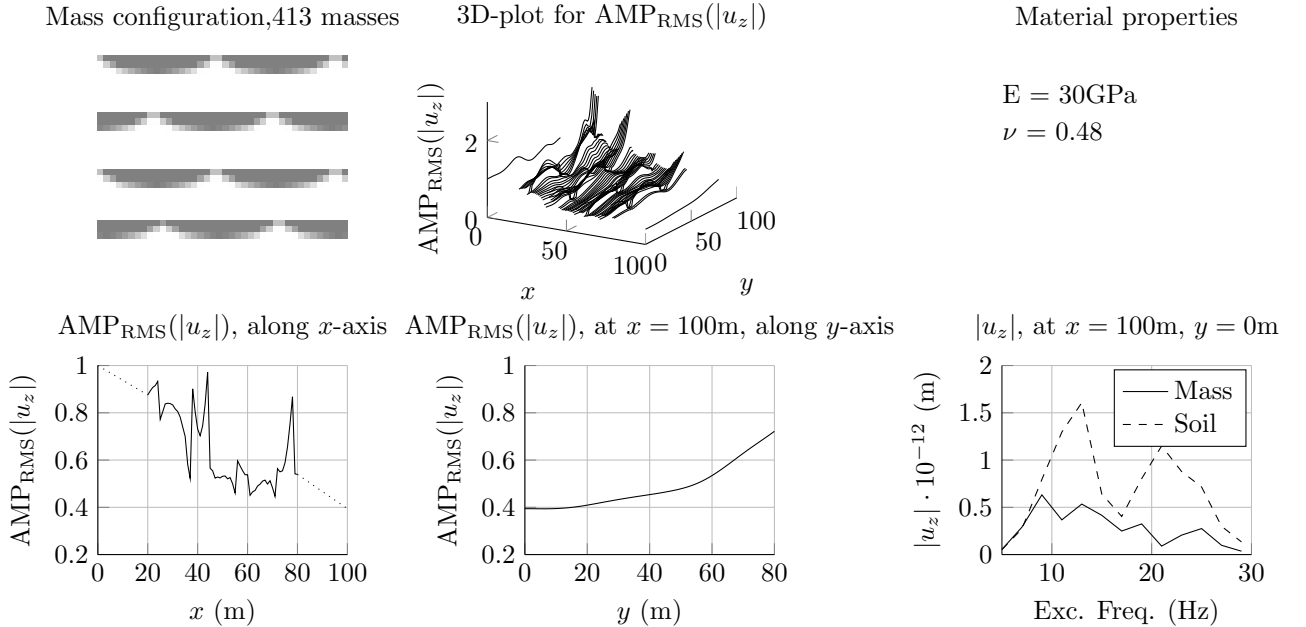 Mass configuration,413 masses
3D-plot for AMP_RMS(|u_z|)
Material properties
AMP_RMS(|u_z|)
2
0
0
50
100
x
0
50
100
y
E = 30GPa
ν = 0.48
AMP_RMS(|u_z|), along x-axis
AMP_RMS(|u_z|)
1
0.8
0.6
0.4
0.2
0 20 40 60 80 100
x (m)
AMP_RMS(|u_z|), at x = 100m, along y-axis
AMP_RMS(|u_z|)
1
0.8
0.6
0.4
0.2
0 20 40 60 80
y (m)
|u_z|, at x = 100m, y = 0m
|u_z| · 10^−12 (m)
2
1.5
1
0.5
0
10 20 30
Exc. Freq. (Hz)
Mass
Soil